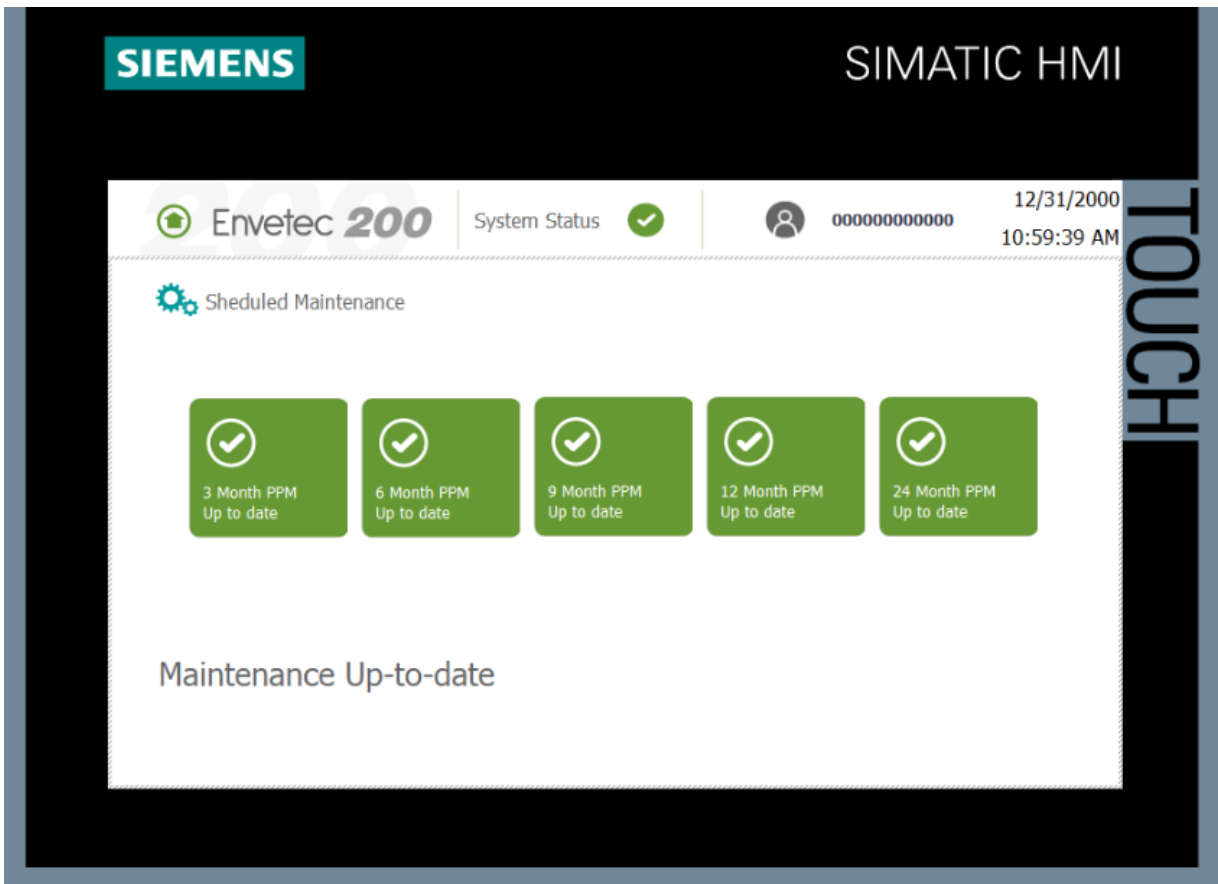 SIEMENS
SIMATIC HMI
TOUCH
200
Envetec 200
System Status
000000000000
12/31/2000
10:59:39 AM
Sheduled Maintenance
3 Month PPM
Up to date
6 Month PPM
Up to date
9 Month PPM
Up to date
12 Month PPM
Up to date
24 Month PPM
Up to date
Maintenance Up-to-date